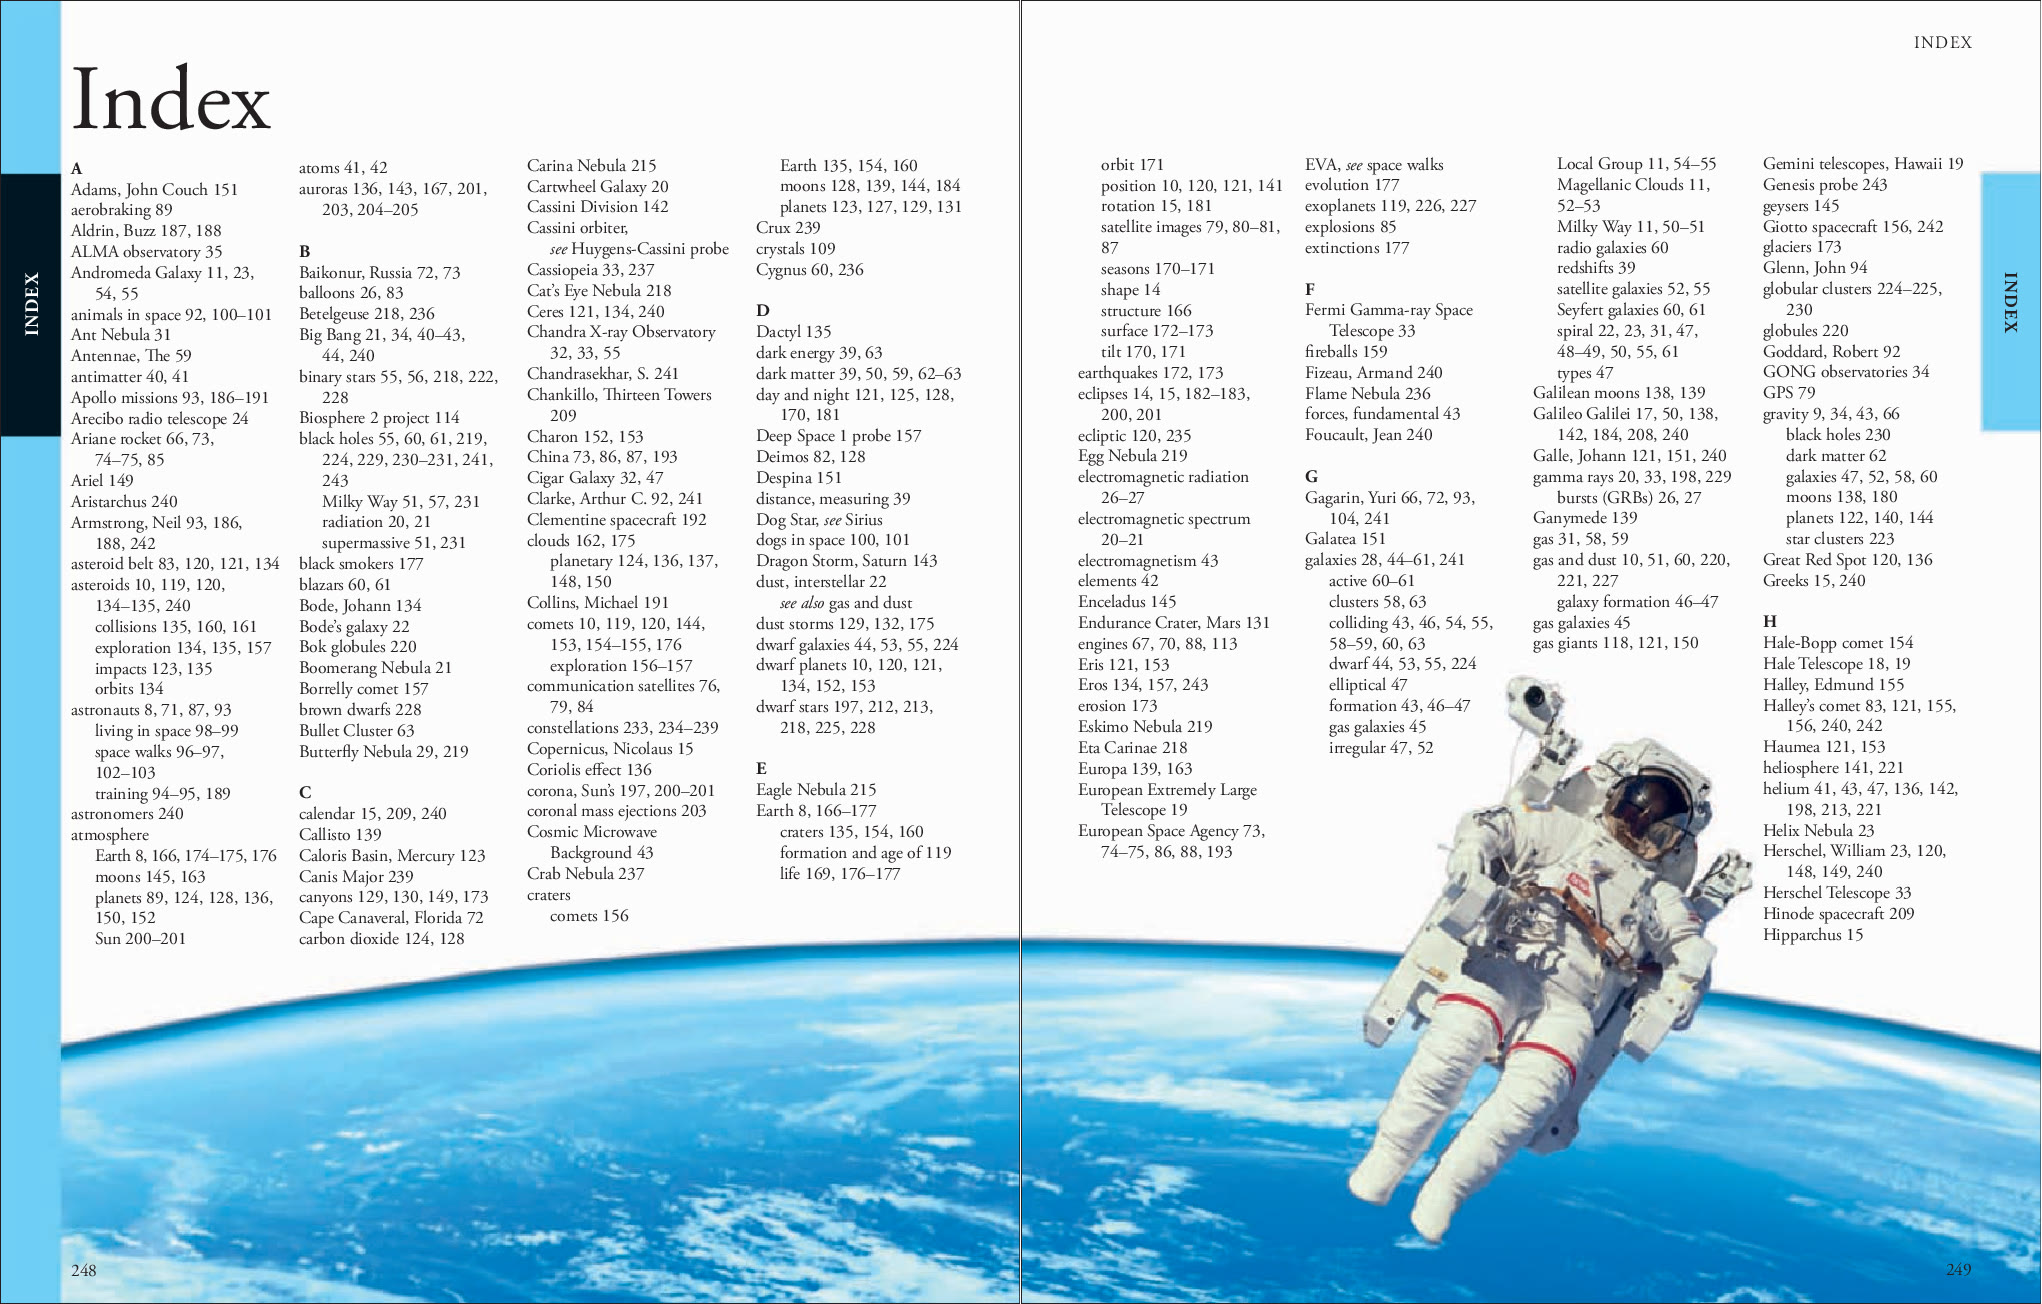 INDEX
Index
A
Adams, John Couch 151
aerobraking 89
Aldrin, Buzz 187, 188
ALMA observatory 35
Andromeda Galaxy 11, 23,
54, 55
animals in space 92, 100–101
Ant Nebula 31
Antennae, The 59
antimatter 40, 41
Apollo missions 93, 186–191
Arecibo radio telescope 24
Ariane rocket 66, 73,
74–75, 85
Ariel 149
Aristarchus 240
Armstrong, Neil 93, 186,
188, 242
asteroid belt 83, 120, 121, 134
asteroids 10, 119, 120,
134–135, 240
collisions 135, 160, 161
exploration 134, 135, 157
impacts 123, 135
orbits 134
astronauts 8, 71, 87, 93
living in space 98–99
space walks 96–97,
102–103
training 94–95, 189
astronomers 240
atmosphere
Earth 8, 166, 174–175, 176
moons 145, 163
planets 89, 124, 128, 136,
150, 152
Sun 200–201
atoms 41, 42
auroras 136, 143, 167, 201,
203, 204–205
B
Baikonur, Russia 72, 73
balloons 26, 83
Betelgeuse 218, 236
Big Bang 21, 34, 40–43,
44, 240
binary stars 55, 56, 218, 222,
228
Biosphere 2 project 114
black holes 55, 60, 61, 219,
224, 229, 230–231, 241,
243
Milky Way 51, 57, 231
radiation 20, 21
supermassive 51, 231
black smokers 177
blazars 60, 61
Bode, Johann 134
Bode's galaxy 22
Bok globules 220
Boomerang Nebula 21
Borrelly comet 157
brown dwarfs 228
Bullet Cluster 63
Butterfly Nebula 29, 219
C
calendar 15, 209, 240
Callisto 139
Caloris Basin, Mercury 123
Canis Major 239
canyons 129, 130, 149, 173
Cape Canaveral, Florida 72
carbon dioxide 124, 128
Carina Nebula 215
Cartwheel Galaxy 20
Cassini Division 142
Cassini orbiter,
see Huygens-Cassini probe
Cassiopeia 33, 237
Cat's Eye Nebula 218
Ceres 121, 134, 240
Chandra X-ray Observatory
32, 33, 55
Chandrasekhar, S. 241
Chankillo, Thirteen Towers
209
Charon 152, 153
China 73, 86, 87, 193
Cigar Galaxy 32, 47
Clarke, Arthur C. 92, 241
Clementine spacecraft 192
clouds 162, 175
planetary 124, 136, 137,
148, 150
Collins, Michael 191
comets 10, 119, 120, 144,
153, 154–155, 176
exploration 156–157
communication satellites 76,
79, 84
constellations 233, 234–239
Copernicus, Nicolaus 15
Coriolis effect 136
corona, Sun's 197, 200–201
coronal mass ejections 203
Cosmic Microwave
Background 43
Crab Nebula 237
craters
comets 156
Earth 135, 154, 160
moons 128, 139, 144, 184
planets 123, 127, 129, 131
Crux 239
crystals 109
Cygnus 60, 236
D
Dactyl 135
dark energy 39, 63
dark matter 39, 50, 59, 62–63
day and night 121, 125, 128,
170, 181
Deep Space 1 probe 157
Deimos 82, 128
Despina 151
distance, measuring 39
Dog Star, see Sirius
dogs in space 100, 101
Dragon Storm, Saturn 143
dust, interstellar 22
see also gas and dust
dust storms 129, 132, 175
dwarf galaxies 44, 53, 55, 224
dwarf planets 10, 120, 121,
134, 152, 153
dwarf stars 197, 212, 213,
218, 225, 228
E
Eagle Nebula 215
Earth 8, 166–177
craters 135, 154, 160
formation and age of 119
life 169, 176–177
248
INDEX
orbit 171
position 10, 120, 121, 141
rotation 15, 181
satellite images 79, 80–81,
87
seasons 170–171
shape 14
structure 166
surface 172–173
tilt 170, 171
earthquakes 172, 173
eclipses 14, 15, 182–183,
200, 201
ecliptic 120, 235
Egg Nebula 219
electromagnetic radiation
26–27
electromagnetic spectrum
20–21
electromagnetism 43
elements 42
Enceladus 145
Endurance Crater, Mars 131
engines 67, 70, 88, 113
Eris 121, 153
Eros 134, 157, 243
erosion 173
Eskimo Nebula 219
Eta Carinae 218
Europa 139, 163
European Extremely Large
Telescope 19
European Space Agency 73,
74–75, 86, 88, 193
EVA, see space walks
evolution 177
exoplanets 119, 226, 227
explosions 85
extinctions 177
F
Fermi Gamma-ray Space
Telescope 33
fireballs 159
Fizeau, Armand 240
Flame Nebula 236
forces, fundamental 43
Foucault, Jean 240
G
Gagarin, Yuri 66, 72, 93,
104, 241
Galatea 151
galaxies 28, 44–61, 241
active 60–61
clusters 58, 63
colliding 43, 46, 54, 55,
58–59, 60, 63
dwarf 44, 53, 55, 224
elliptical 47
formation 43, 46–47
gas galaxies 45
irregular 47, 52
Local Group 11, 54–55
Magellanic Clouds 11,
52–53
Milky Way 11, 50–51
radio galaxies 60
redshifts 39
satellite galaxies 52, 55
Seyfert galaxies 60, 61
spiral 22, 23, 31, 47,
48–49, 50, 55, 61
types 47
Galilean moons 138, 139
Galileo Galilei 17, 50, 138,
142, 184, 208, 240
Galle, Johann 121, 151, 240
gamma rays 20, 33, 198, 229
bursts (GRBs) 26, 27
Ganymede 139
gas 31, 58, 59
gas and dust 10, 51, 60, 220,
221, 227
galaxy formation 46–47
gas galaxies 45
gas giants 118, 121, 150
Gemini telescopes, Hawaii 19
Genesis probe 243
geysers 145
Giotto spacecraft 156, 242
glaciers 173
Glenn, John 94
globular clusters 224–225,
230
globules 220
Goddard, Robert 92
GONG observatories 34
GPS 79
gravity 9, 34, 43, 66
black holes 230
dark matter 62
galaxies 47, 52, 58, 60
moons 138, 180
planets 122, 140, 144
star clusters 223
Great Red Spot 120, 136
Greeks 15, 240
H
Hale-Bopp comet 154
Hale Telescope 18, 19
Halley, Edmund 155
Halley's comet 83, 121, 155,
156, 240, 242
Haumea 121, 153
heliosphere 141, 221
helium 41, 43, 47, 136, 142,
198, 213, 221
Helix Nebula 23
Herschel, William 23, 120,
148, 149, 240
Herschel Telescope 33
Hinode spacecraft 209
Hipparchus 15
INDEX
249